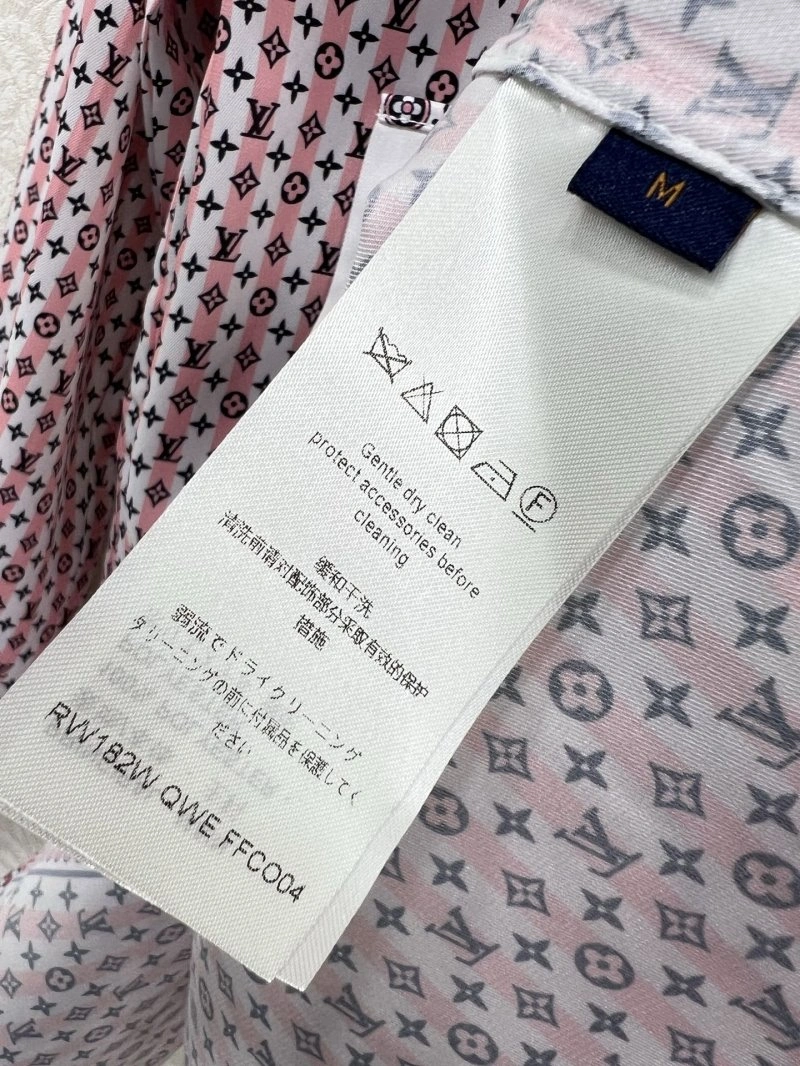 M
F
Gentle dry clean
protect accessories before
cleaning
缓和干洗
清洗前请对配饰部分采取有效的保护
措施
弱流でドライクリーニング
クリーニングの前に付属品を保護してく
ださい
RW182W QWE FFCO04